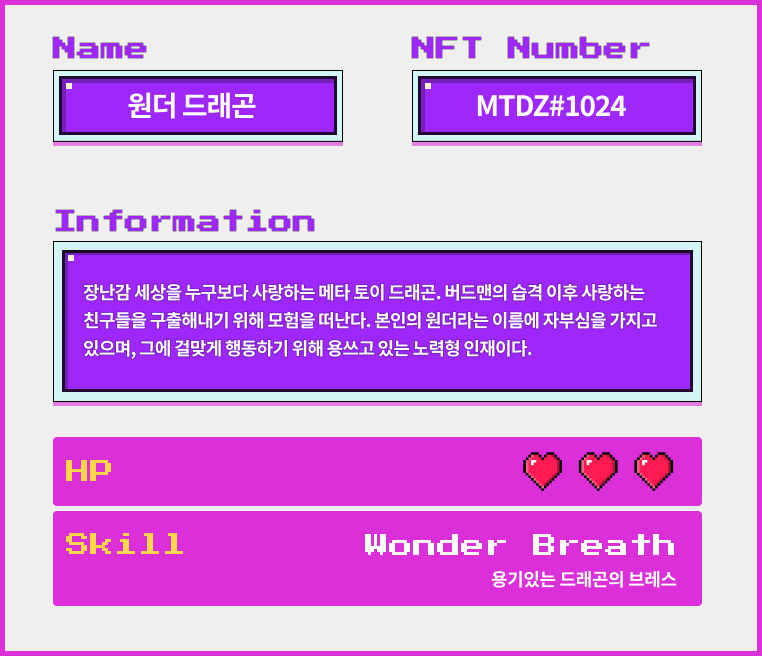 Name
NFT Number
원더 드래곤
MTDZ#1024
Information
장난감 세상을 누구보다 사랑하는 메타 토이 드래곤. 버드맨의 습격 이후 사랑하는
친구들을 구출해내기 위해 모험을 떠난다. 본인의 원더라는 이름에 자부심을 가지고
있으며, 그에 걸맞게 행동하기 위해 용쓰고 있는 노력형 인재이다.
HP
Skill
Wonder Breath
용기있는 드래곤의 브레스